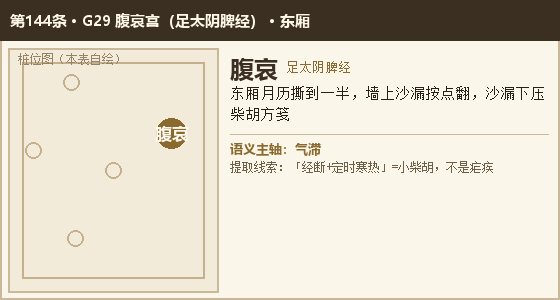 第144条 · G29 腹哀宫（足太阴脾经） · 东厢
桩位图（本表自绘）
腹哀
腹哀 足太阴脾经
东厢月历撕到一半，墙上沙漏按点翻，沙漏下压
柴胡方笺
语义主轴：气滞
提取线索：「经断+定时寒热」=小柴胡，不是疟疾